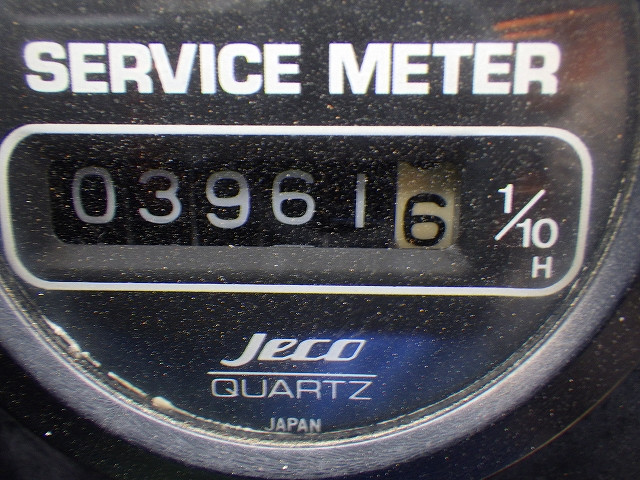 SERVICE METER
039616 1/10
H
Jeco
QUARTZ
JAPAN